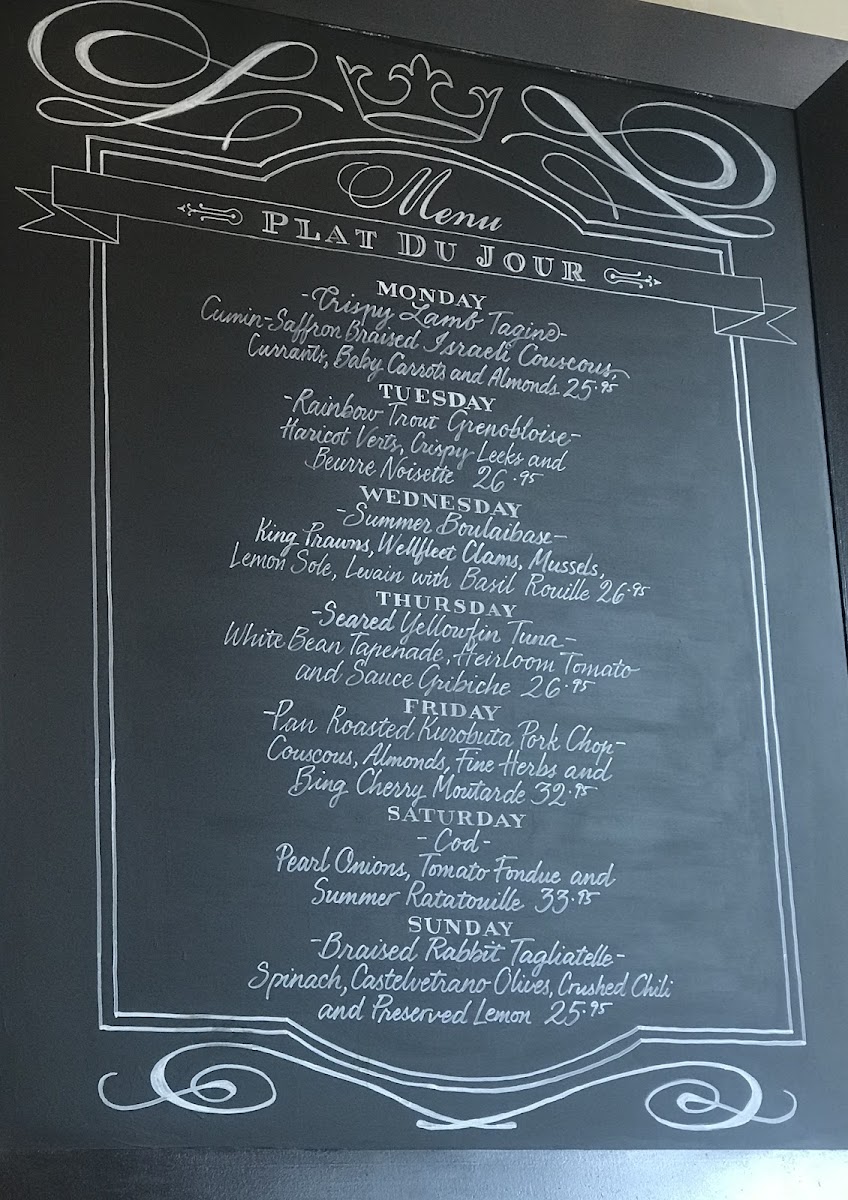 Menu
PLAT DU JOUR
MONDAY
-Crispy Lamb Tagine-
Cumin-Saffron Braised Israeli Couscous,
Currants, Baby Carrots and Almonds 25.95
TUESDAY
-Rainbow Trout Grenobloise-
Haricot Verts, Crispy Leeks and
Beurre Noisette 26.95
WEDNESDAY
-Summer Boulaibase-
King Prawns, Wellfleet Clams, Mussels,
Lemon Sole, Levain with Basil Rouille 26.95
THURSDAY
-Seared Yellowfin Tuna-
White Bean Tapenade, Heirloom Tomato
and Sauce Gribiche 26.95
FRIDAY
-Pan Roasted Kurobuta Pork Chop-
Couscous, Almonds, Fine Herbs and
Bing Cherry Moutarde 32.95
SATURDAY
-Cod-
Pearl Onions, Tomato Fondue and
Summer Ratatouille 33.95
SUNDAY
-Braised Rabbit Tagliatelle-
Spinach, Castelvetrano Olives, Crushed Chili
and Preserved Lemon 25.95